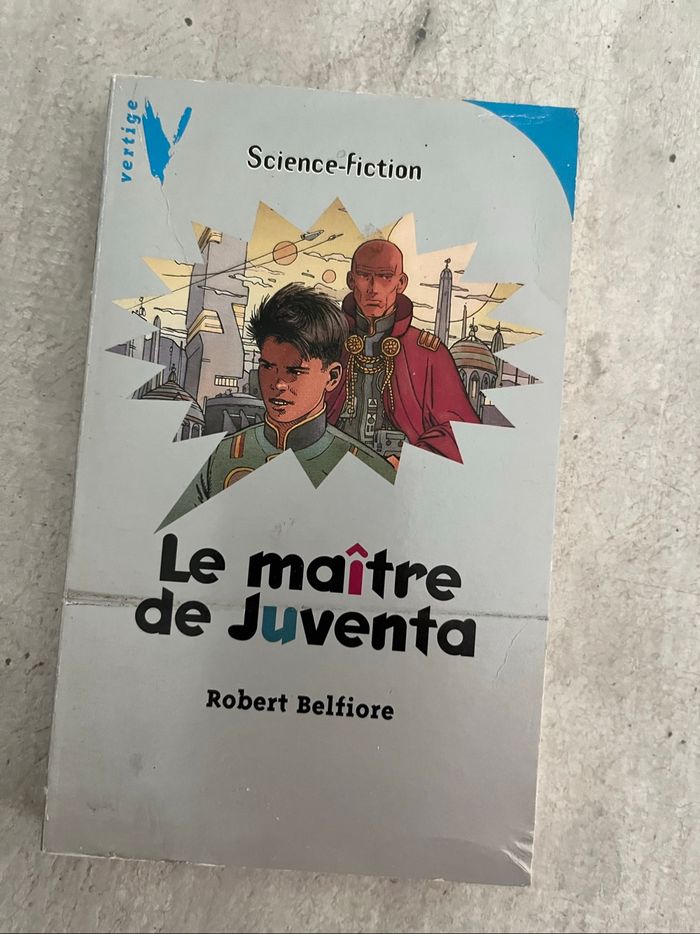 vertige
Science-fiction
Le maître
de Juventa
Robert Belfiore